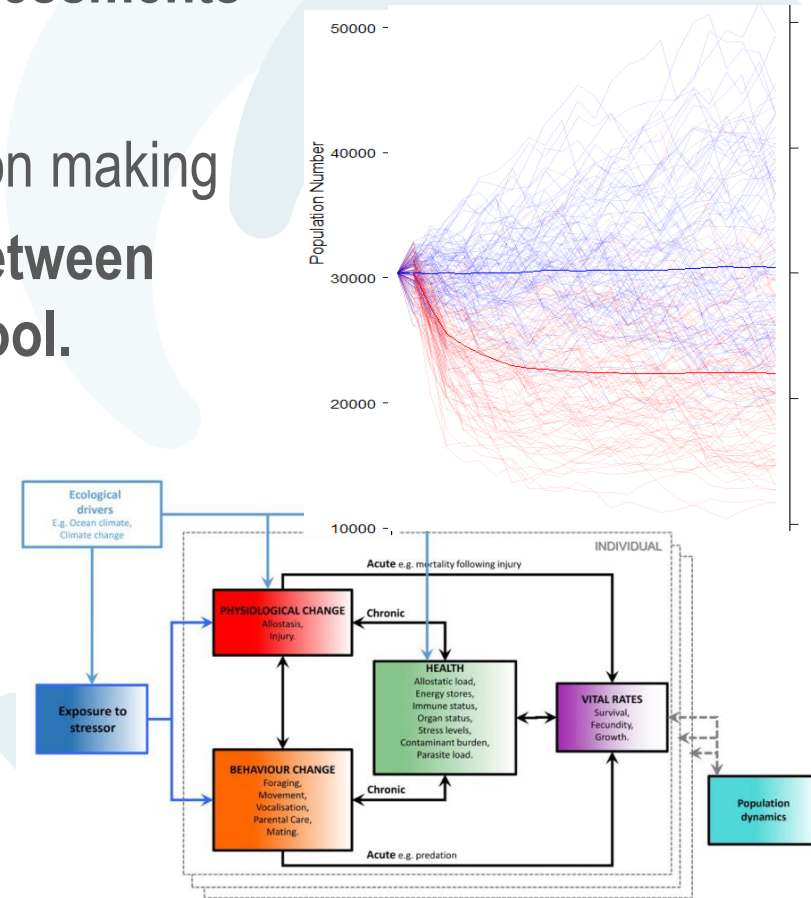 on making
etween
ool.
50000
40000
30000
20000
10000
Population Number
Ecological
drivers
E.g. Ocean climate,
Climate change
INDIVIDUAL
Acute e.g. mortality following injury
PHYSIOLOGICAL CHANGE
Allostasis,
Injury.
Chronic
HEALTH
Allostatic load,
Energy stores,
Immune status,
Organ status,
Stress levels,
Contaminant burden,
Parasite load.
VITAL RATES
Survival,
Fecundity,
Growth.
Exposure to
stressor
BEHAVIOUR CHANGE
Foraging,
Movement,
Vocalisation,
Parental Care,
Mating.
Chronic
Acute e.g. predation
Population
dynamics